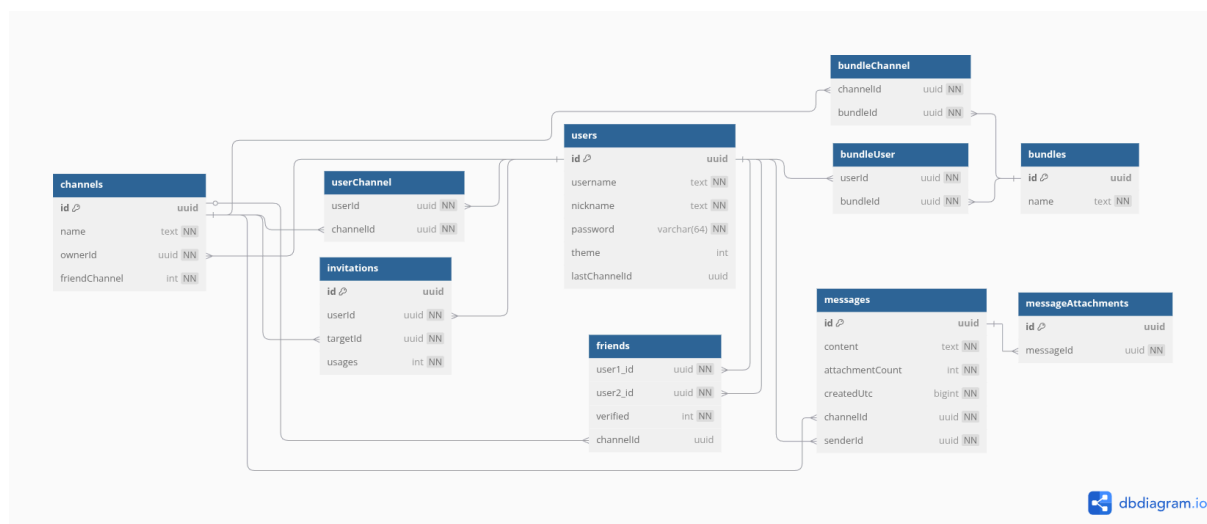 bundleChannel
channelId uuid NN
bundleId uuid NN
users
id uuid
username text NN
nickname text NN
password varchar(64) NN
theme int
lastChannelId uuid
bundleUser
userId uuid NN
bundleId uuid NN
bundles
id uuid
name text NN
channels
id uuid
name text NN
ownerId uuid NN
friendChannel int NN
userChannel
userId uuid NN
channelId uuid NN
invitations
id uuid
userId uuid NN
targetId uuid NN
usages int NN
friends
user1_id uuid NN
user2_id uuid NN
verified int NN
channelId uuid
messages
id uuid
content text NN
attachmentCount int NN
createdUtc bigint NN
channelId uuid NN
senderId uuid NN
messageAttachments
id uuid
messageId uuid NN
dbdiagram.io